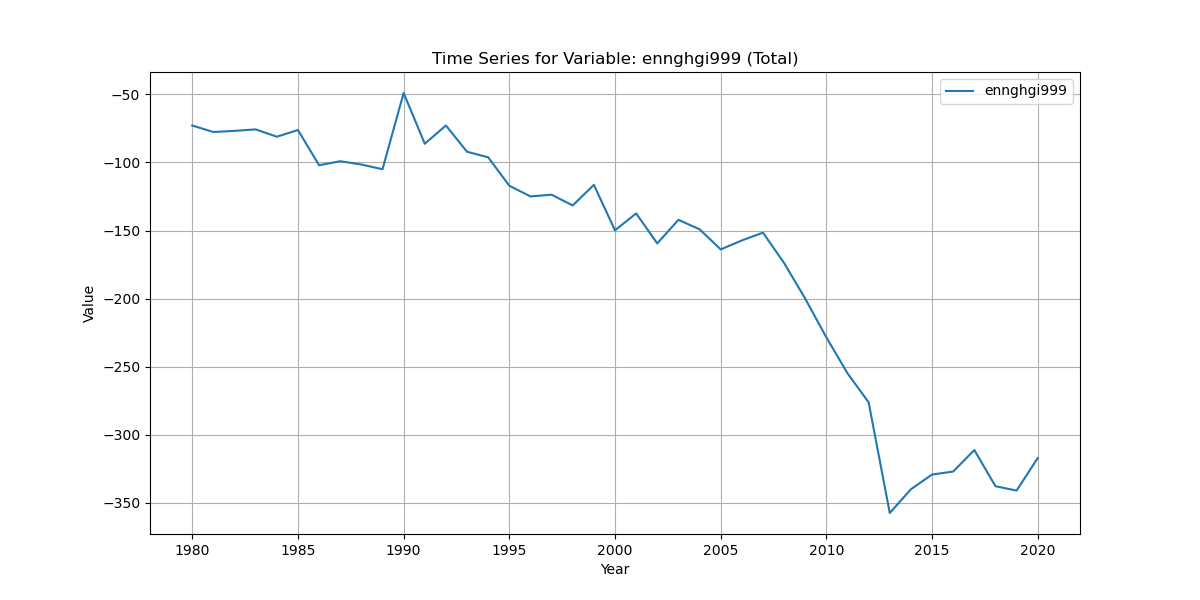 Time Series for Variable: ennghgi999 (Total)
ennghgi999
−50
−100
−150
−200
−250
−300
−350
Value
1980 1985 1990 1995 2000 2005 2010 2015 2020
Year